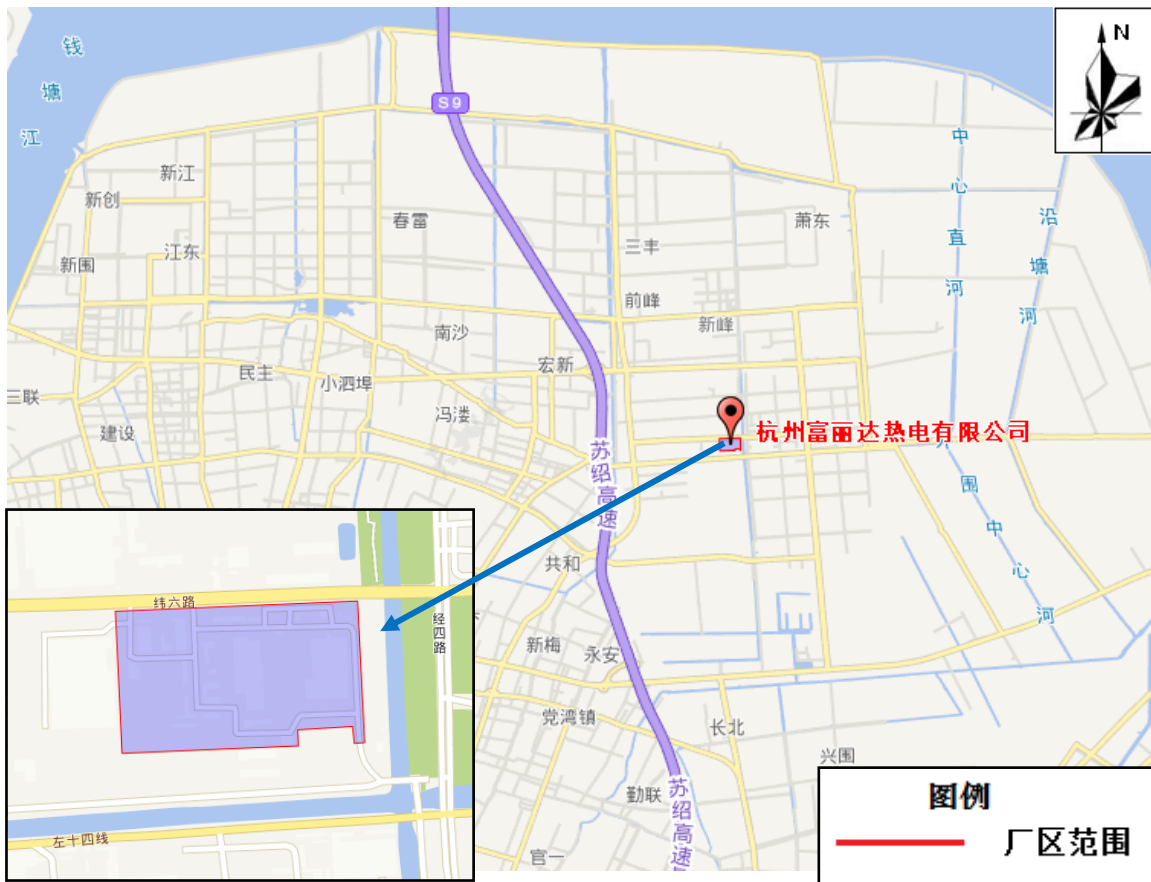 N
钱塘江
S9
中心直河
沿塘河
新江
新创
春雷
萧东
江东
三丰
新围
前峰
新峰
南沙
宏新
民主
小泗埠
三联
冯溇
建设
杭州富丽达热电有限公司
苏绍高速
围中心河
共和
纬六路
经四路
新梅
永安
党湾镇
长北
兴围
勤联
苏绍高速
左十四线
官一
图例
厂区范围